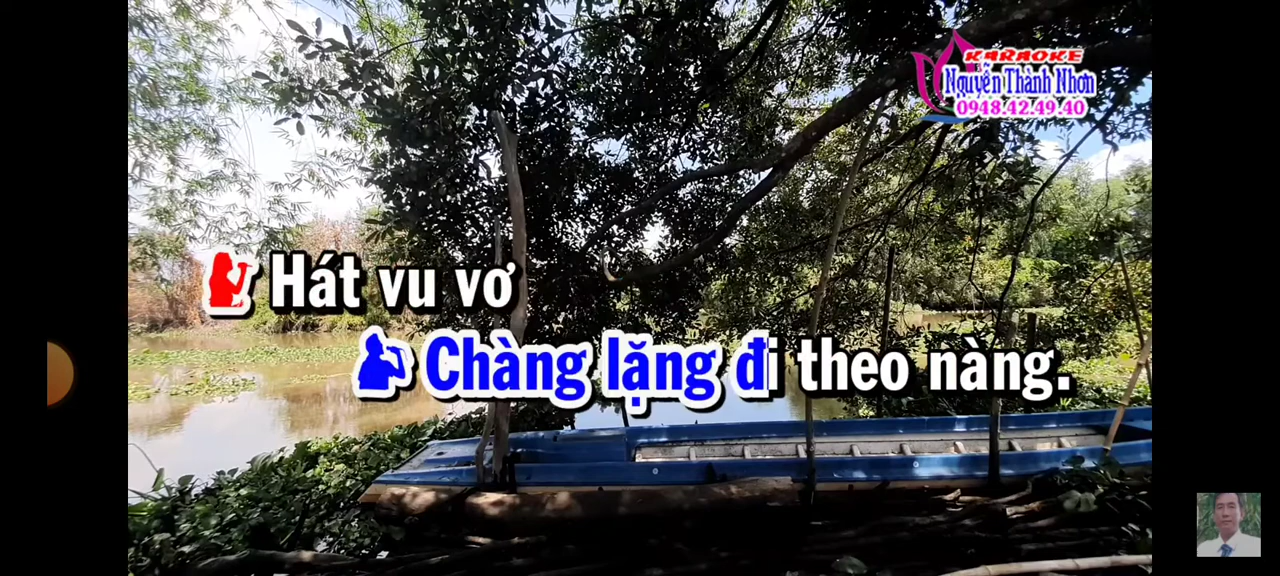 KARAOKE
Nguyễn Thành Nhơn
0948.42.49.40
Hát vu vơ
Chàng lặng đi theo nàng.